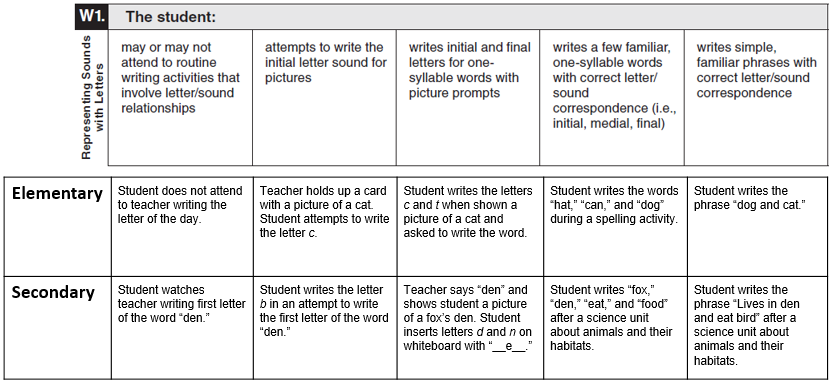 W1. The student:
Representing Sounds
with Letters
may or may not
attend to routine
writing activities that
involve letter/sound
relationships
attempts to write the
initial letter sound for
pictures
writes initial and final
letters for one-
syllable words with
picture prompts
writes a few familiar,
one-syllable words
with correct letter/
sound
correspondence (i.e.,
initial, medial, final)
writes simple,
familiar phrases with
correct letter/sound
correspondence
Elementary
Student does not attend
to teacher writing the
letter of the day.
Teacher holds up a card
with a picture of a cat.
Student attempts to write
the letter c.
Student writes the letters
c and t when shown a
picture of a cat and
asked to write the word.
Student writes the words
“hat,” “can,” and “dog”
during a spelling activity.
Student writes the
phrase “dog and cat.”
Secondary
Student watches
teacher writing first letter
of the word “den.”
Student writes the letter
b in an attempt to write
the first letter of the word
“den.”
Teacher says “den” and
shows student a picture
of a fox’s den. Student
inserts letters d and n on
whiteboard with “__e__.”
Student writes “fox,”
“den,” “eat,” and “food”
after a science unit
about animals and their
habitats.
Student writes the
phrase “Lives in den
and eat bird” after a
science unit about
animals and their
habitats.